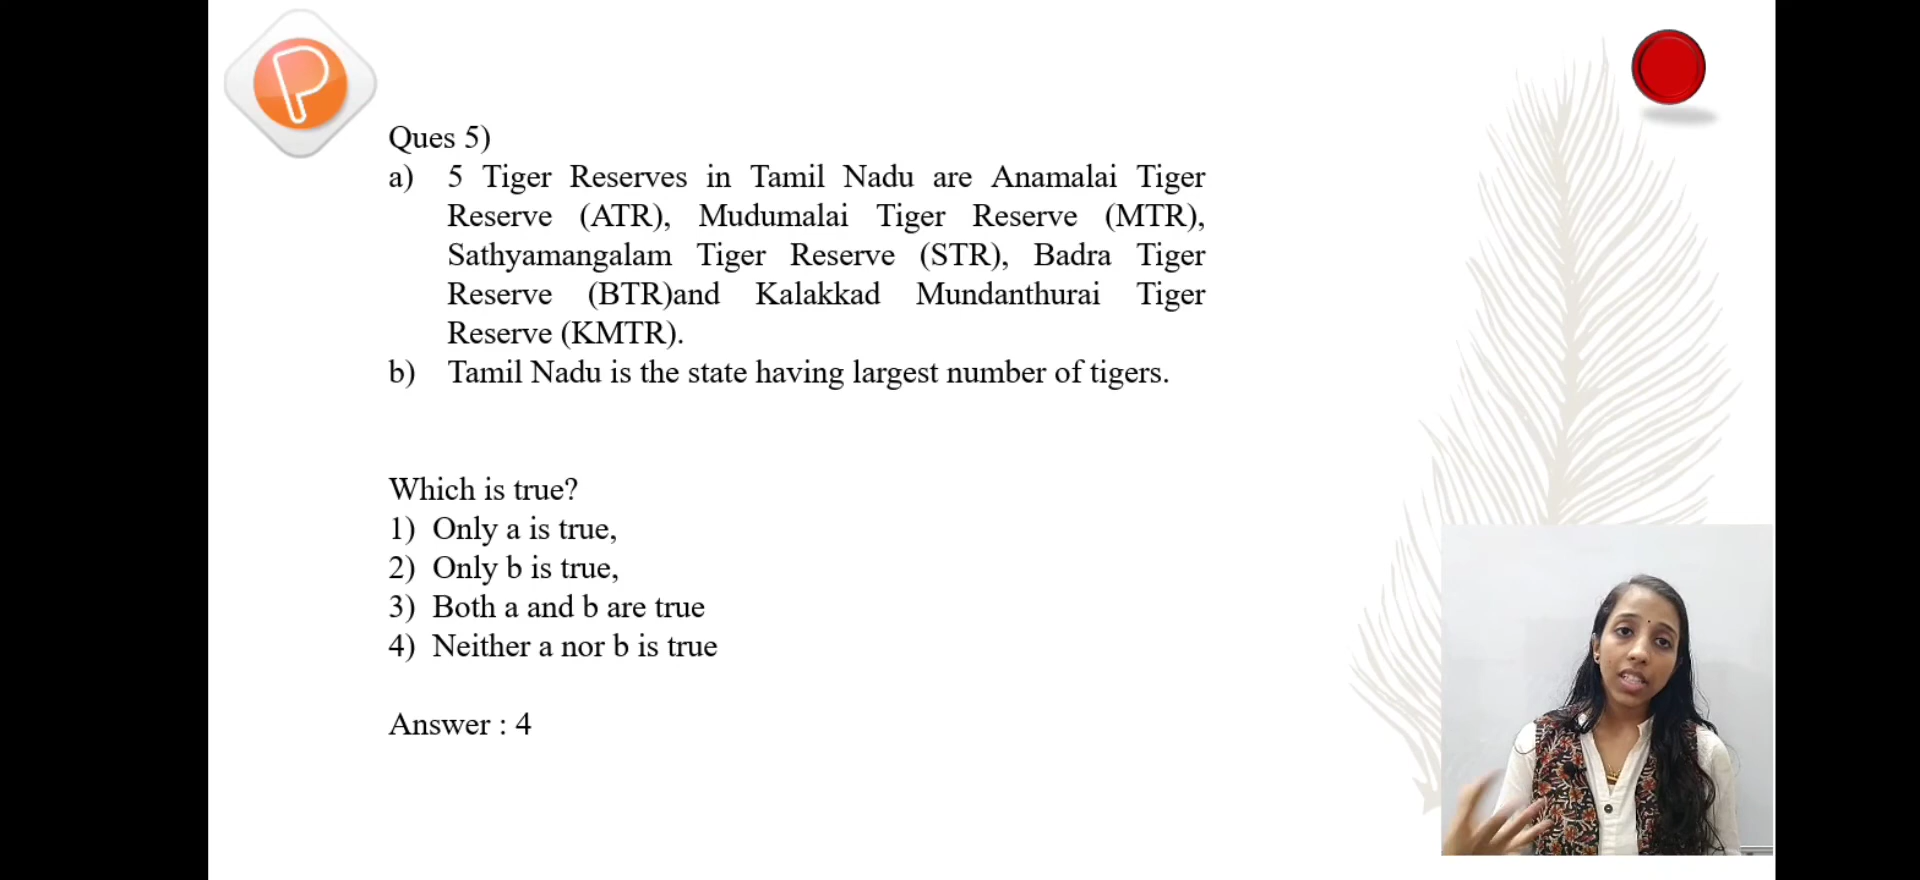 Ques 5)
a) 5 Tiger Reserves in Tamil Nadu are Anamalai Tiger
Reserve (ATR), Mudumalai Tiger Reserve (MTR),
Sathyamangalam Tiger Reserve (STR), Badra Tiger
Reserve (BTR)and Kalakkad Mundanthurai Tiger
Reserve (KMTR).
b) Tamil Nadu is the state having largest number of tigers.
Which is true?
1) Only a is true,
2) Only b is true,
3) Both a and b are true
4) Neither a nor b is true
Answer : 4